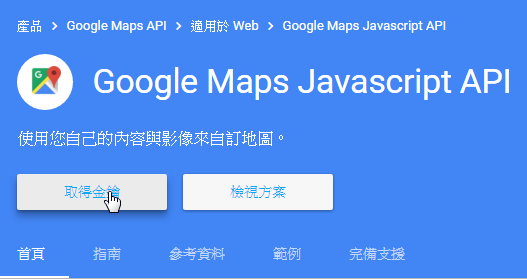 產品 > Google Maps API > 適用於 Web > Google Maps Javascript API
Google Maps Javascript API
使用您自己的內容與影像來自訂地圖。
取得金鑰 檢視方案
首頁 指南 參考資料 範例 完備支援